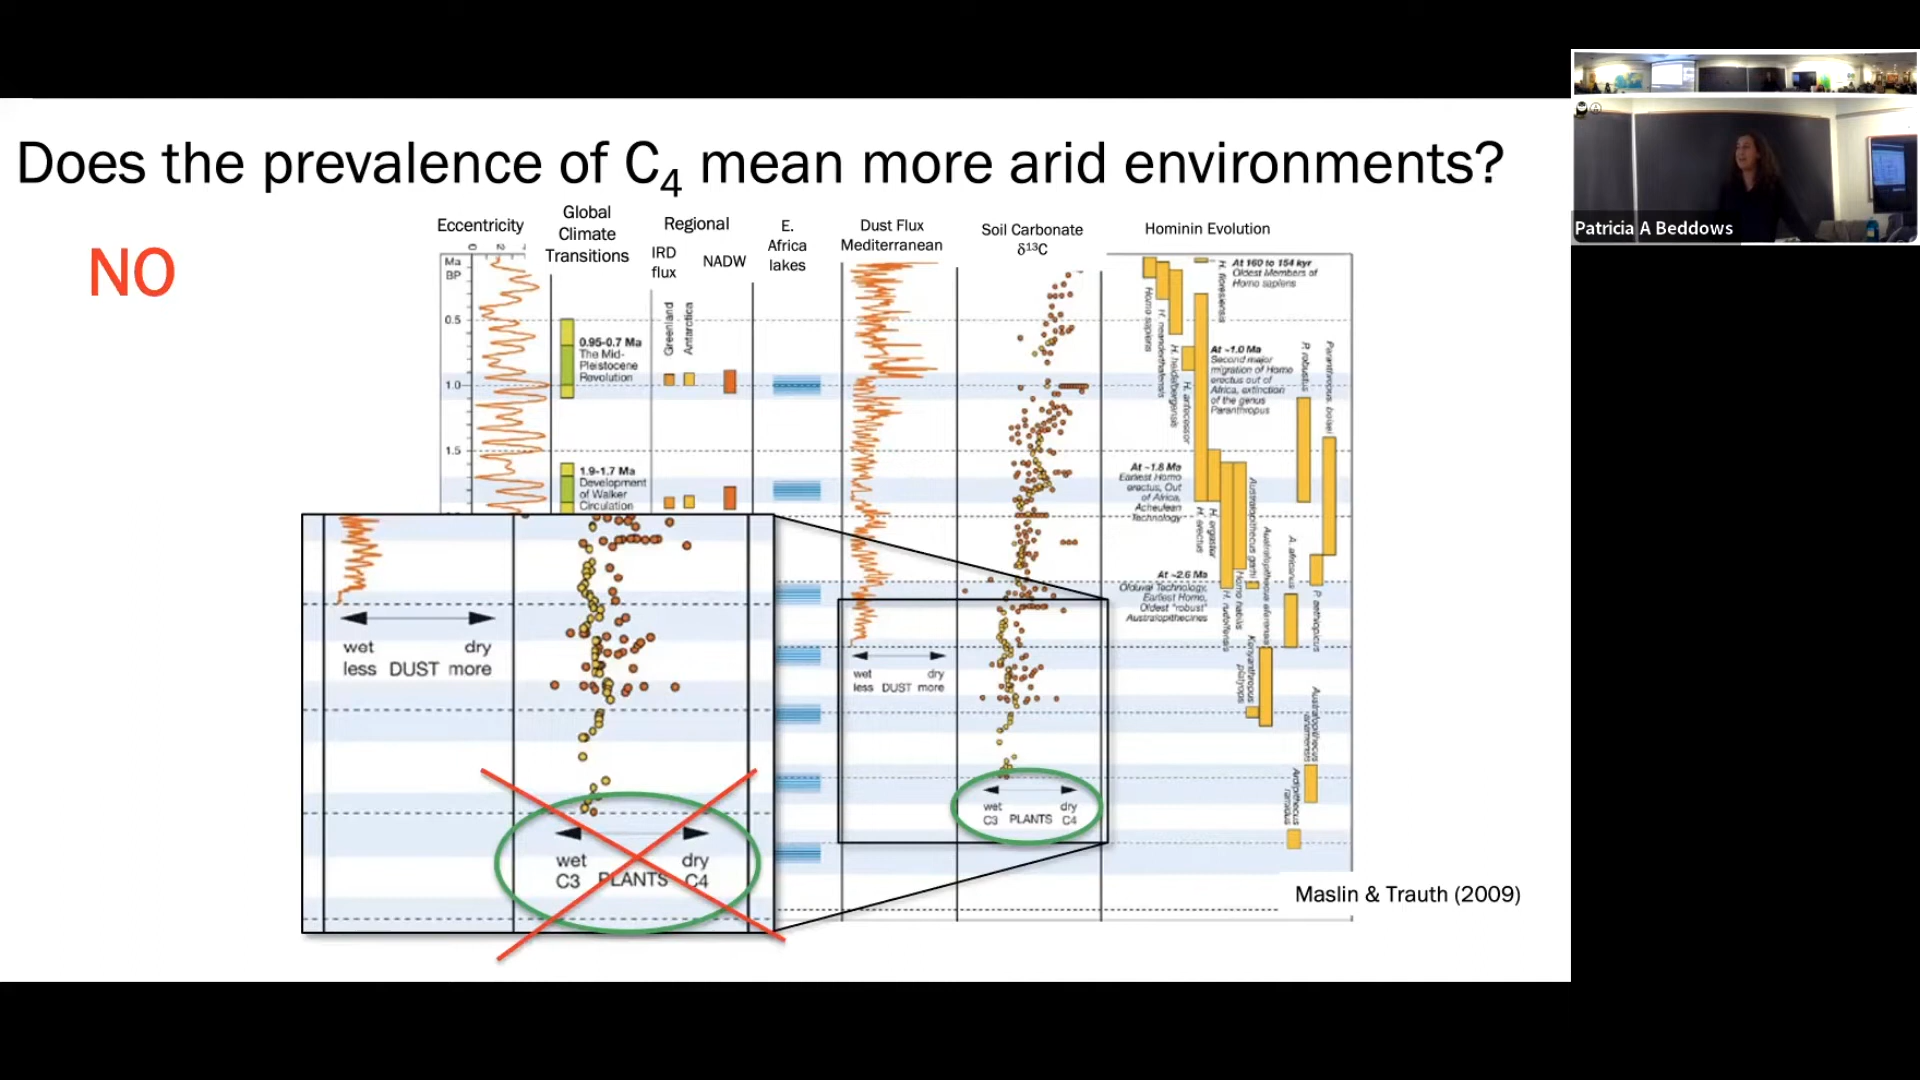 Does the prevalence of C₄ mean more arid environments?
NO
Eccentricity
Global
Climate
Transitions
Regional
IRD
flux
NADW
E.
Africa
lakes
Dust Flux
Mediterranean
Soil Carbonate
δ¹³C
Hominin Evolution
0
2
Ma
BP
0.5
1.0
1.5
Greenland
Antarctica
0.95-0.7 Ma
The Mid-
Pleistocene
Revolution
1.9-1.7 Ma
Development
of Walker
Circulation
At 160 to 154 kyr
Oldest Members of
Homo sapiens
At ~1.0 Ma
Second major
migration of Homo
erectus out of
Africa, extinction
of the genus
Paranthropus
At ~1.8 Ma
Earliest Homo
erectus, Out
of Africa,
Acheulean
Technology
At ~2.6 Ma
Olduvai Technology,
Earliest Homo,
Oldest "robust"
Australopithecines
Homo sapiens
H. neanderthalensis
H. heidelbergensis
H. antecessor
H. erectus
H. floresiensis
H. ergaster
H. rudolfensis
Homo habilis
Australopithecus garhi
Australopithecus afarensis
Kenyanthropus
platyops
A. africanus
P. robustus
Paranthropus. boisei
P. aethiopicus
Australopithecus
anamensis
Ardipithecus
ramidus
wet dry
less DUST more
wet dry
C3 PLANTS C4
wet dry
less DUST more
wet dry
C3 PLANTS C4
Maslin & Trauth (2009)
Patricia A Beddows